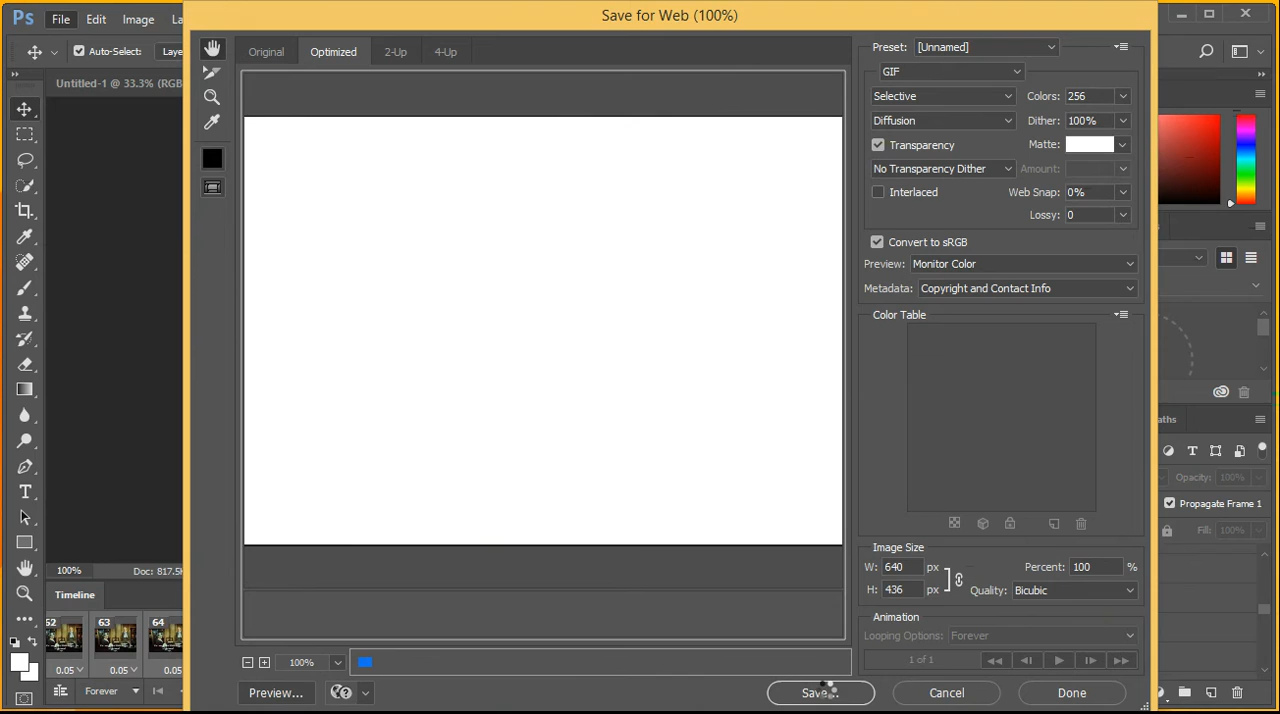 Save for Web (100%)
Ps File Edit Image La
Auto-Select: Laye
Untitled-1 @ 33.3% (RGB
Original Optimized 2-Up 4-Up
Preset: [Unnamed]
GIF
Selective Colors: 256
Diffusion Dither: 100%
Transparency Matte:
No Transparency Dither Amount:
Interlaced Web Snap: 0%
Lossy: 0
Convert to sRGB
Preview: Monitor Color
Metadata: Copyright and Contact Info
Color Table
Image Size
W: 640 px Percent: 100 %
H: 436 px Quality: Bicubic
Animation
Looping Options: Forever
1 of 1
100%
Preview... Save... Cancel Done
100% Doc: 817.5
Timeline
62 63 64
0.05 0.05 0.05
Forever
aths
Opacity: 100%
Propagate Frame 1
Fill: 100%